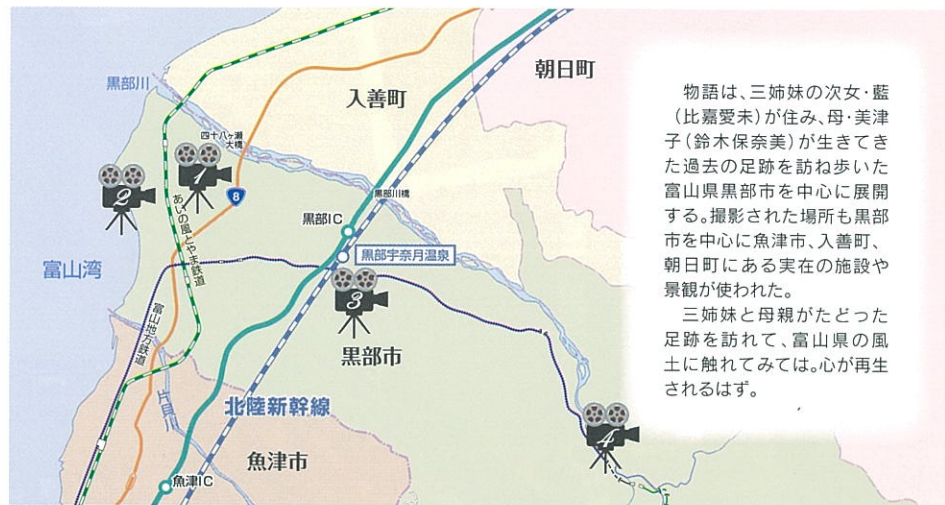 朝日町
黒部川
入善町
四十八ヶ瀬
大橋
1
2
8
黒部川橋
あいの風とやま鉄道
黒部IC
黒部宇奈月温泉
富山湾
3
富山地方鉄道
黒部市
片貝川
北陸新幹線
4
魚津市
魚津IC
物語は、三姉妹の次女・藍
(比嘉愛未)が住み、母・美津
子(鈴木保奈美)が生きてき
た過去の足跡を訪ね歩いた
富山県黒部市を中心に展開
する。撮影された場所も黒部
市を中心に魚津市、入善町、
朝日町にある実在の施設や
景観が使われた。
三姉妹と母親がたどった
足跡を訪れて、富山県の風
土に触れてみては。心が再生
されるはず。